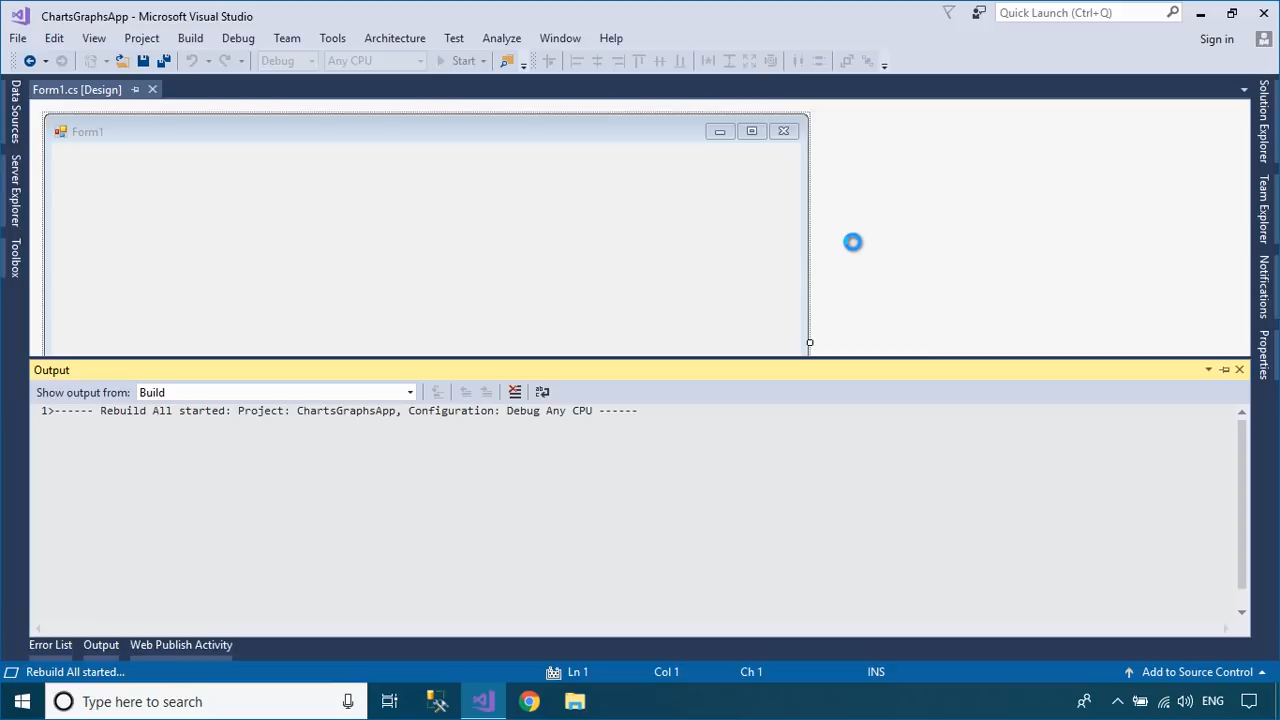 ChartsGraphsApp - Microsoft Visual Studio
Quick Launch (Ctrl+Q)
File Edit View Project Build Debug Team Tools Architecture Test Analyze Window Help
Sign in
Debug Any CPU Start
Form1.cs [Design]
Data Sources
Server Explorer
Toolbox
Form1
Solution Explorer
Team Explorer
Notifications
Properties
Output
Show output from: Build
1>------ Rebuild All started: Project: ChartsGraphsApp, Configuration: Debug Any CPU ------
Error List Output Web Publish Activity
Rebuild All started... Ln 1 Col 1 Ch 1 INS Add to Source Control
Type here to search ENG